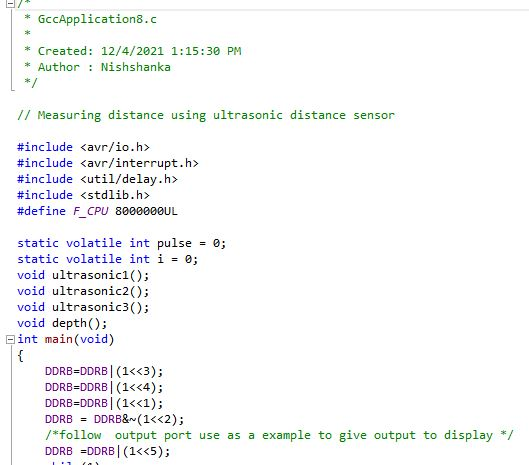 /*
* GccApplication8.c
*
* Created: 12/4/2021 1:15:30 PM
* Author : Nishshanka
*/
// Measuring distance using ultrasonic distance sensor
#include <avr/io.h>
#include <avr/interrupt.h>
#include <util/delay.h>
#include <stdlib.h>
#define F_CPU 8000000UL
static volatile int pulse = 0;
static volatile int i = 0;
void ultrasonic1();
void ultrasonic2();
void ultrasonic3();
void depth();
int main(void)
{
DDRB=DDRB|(1<<3);
DDRB=DDRB|(1<<4);
DDRB=DDRB|(1<<1);
DDRB = DDRB&~(1<<2);
/*follow  output port use as a example to give output to display */
DDRB =DDRB|(1<<5);